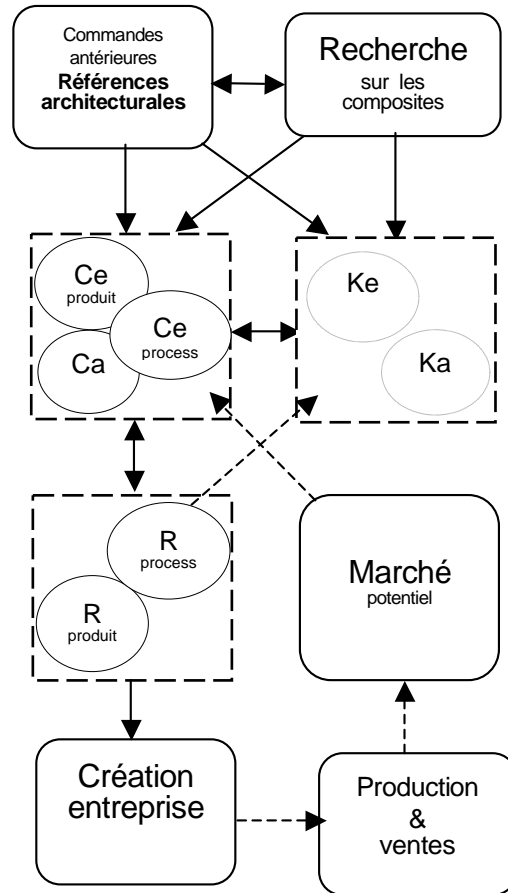 Commandes
antérieures
Références
architecturales
Recherche
sur les
composites
Ce
produit
Ce
process
Ca
Ke
Ka
R
process
R
produit
Marché
potentiel
Création
entreprise
Production
&
ventes